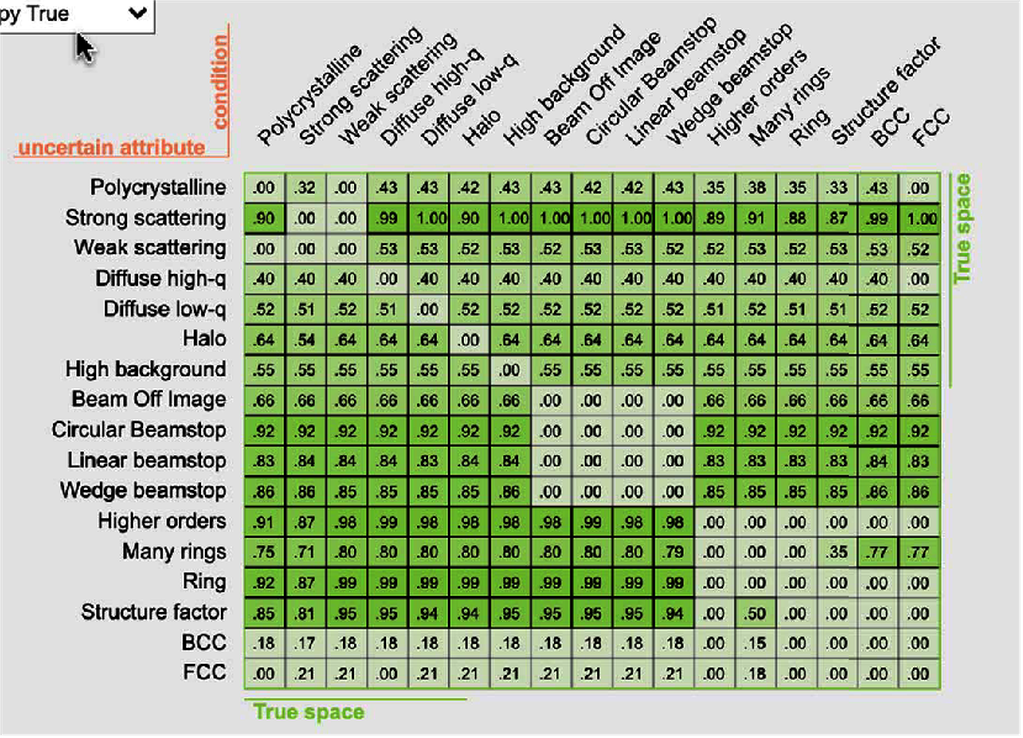 py True
condition
uncertain attribute
Polycrystalline
Strong scattering
Weak scattering
Diffuse high-q
Diffuse low-q
Halo
High background
Beam Off Image
Circular Beamstop
Linear beamstop
Wedge beamstop
Higher orders
Many rings
Ring
Structure factor
BCC
FCC
Polycrystalline .00 .32 .00 .43 .43 .42 .43 .43 .42 .42 .43 .35 .38 .35 .33 .43 .00
Strong scattering .90 .00 .00 .99 1.00 .90 1.00 1.00 1.00 1.00 1.00 .89 .91 .88 .87 .99 1.00
Weak scattering .00 .00 .00 .53 .53 .52 .53 .52 .53 .53 .52 .52 .53 .52 .53 .53 .52
Diffuse high-q .40 .40 .40 .00 .40 .40 .40 .40 .40 .40 .40 .40 .40 .40 .40 .40 .00
Diffuse low-q .52 .51 .52 .51 .00 .52 .52 .52 .52 .52 .52 .51 .52 .51 .51 .52 .52
Halo .64 .54 .64 .64 .64 .00 .64 .64 .64 .64 .64 .64 .64 .64 .64 .64 .64
High background .55 .55 .55 .55 .55 .55 .00 .55 .55 .55 .55 .55 .55 .55 .55 .55 .55
Beam Off Image .66 .66 .66 .66 .66 .66 .66 .00 .00 .00 .00 .66 .66 .66 .66 .66 .66
Circular Beamstop .92 .92 .92 .92 .92 .92 .92 .00 .00 .00 .00 .92 .92 .92 .92 .92 .92
Linear beamstop .83 .84 .84 .84 .83 .84 .84 .00 .00 .00 .00 .83 .83 .83 .83 .84 .83
Wedge beamstop .86 .86 .85 .85 .85 .85 .86 .00 .00 .00 .00 .85 .85 .85 .85 .86 .86
Higher orders .91 .87 .98 .99 .98 .98 .98 .98 .99 .98 .98 .00 .00 .00 .00 .00 .00
Many rings .75 .71 .80 .80 .80 .80 .80 .80 .80 .80 .79 .00 .00 .00 .35 .77 .77
Ring .92 .87 .99 .99 .99 .99 .99 .99 .99 .99 .99 .00 .00 .00 .00 .00 .00
Structure factor .85 .81 .95 .95 .94 .94 .95 .95 .95 .95 .94 .00 .50 .00 .00 .00 .00
BCC .18 .17 .18 .18 .18 .18 .18 .18 .18 .18 .18 .00 .15 .00 .00 .00 .00
FCC .00 .21 .21 .00 .21 .21 .21 .21 .21 .21 .21 .00 .18 .00 .00 .00 .00
True space
True space